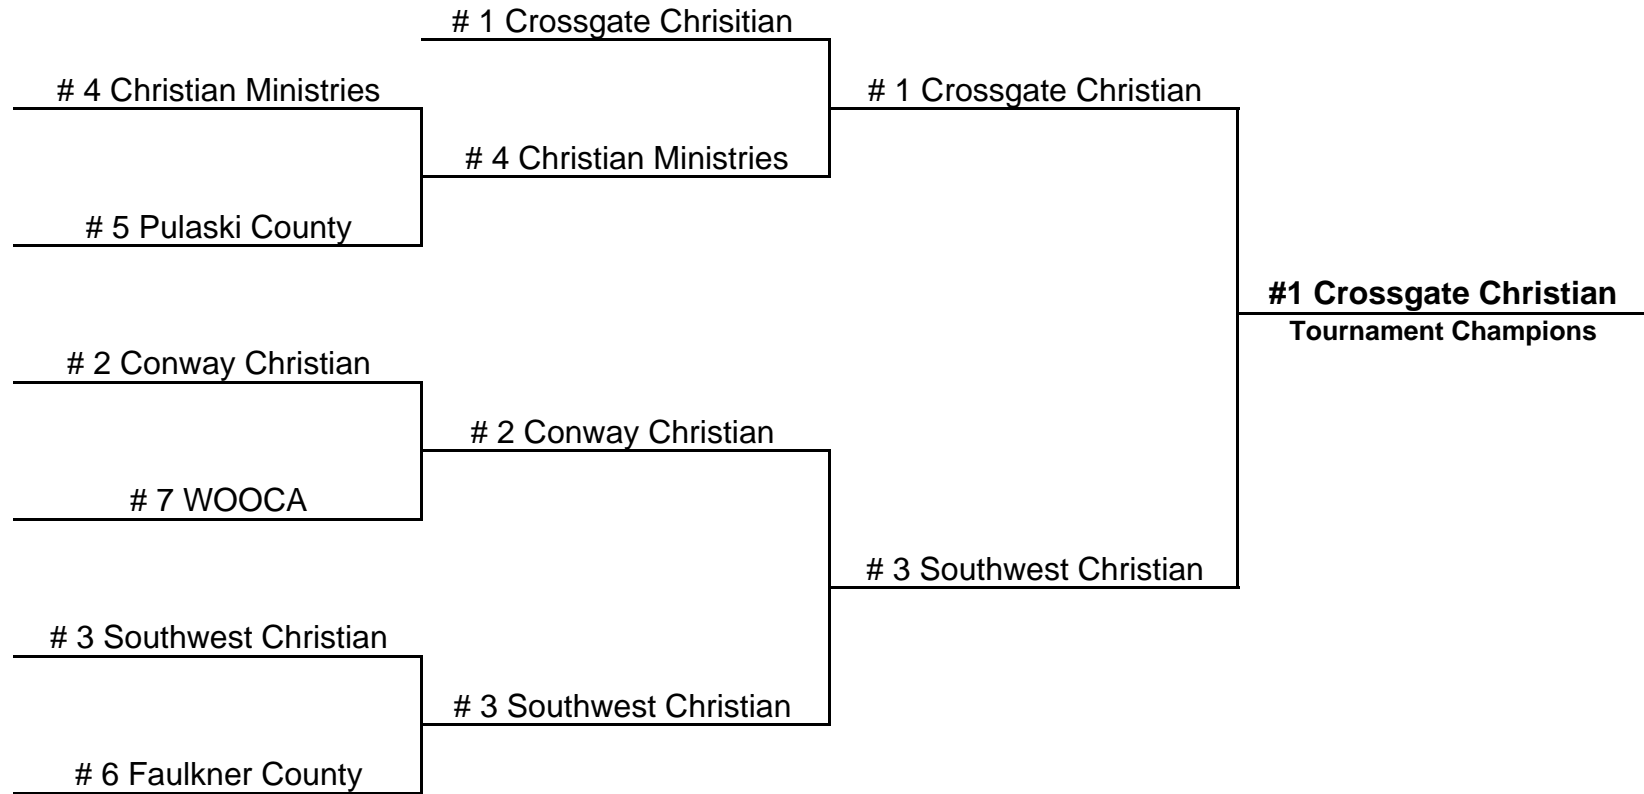 # 1 Crossgate Chrisitian
# 4 Christian Ministries
# 1 Crossgate Christian
# 4 Christian Ministries
# 5 Pulaski County
#1 Crossgate Christian
Tournament Champions
# 2 Conway Christian
# 2 Conway Christian
# 7 WOOCA
# 3 Southwest Christian
# 3 Southwest Christian
# 3 Southwest Christian
# 6 Faulkner County